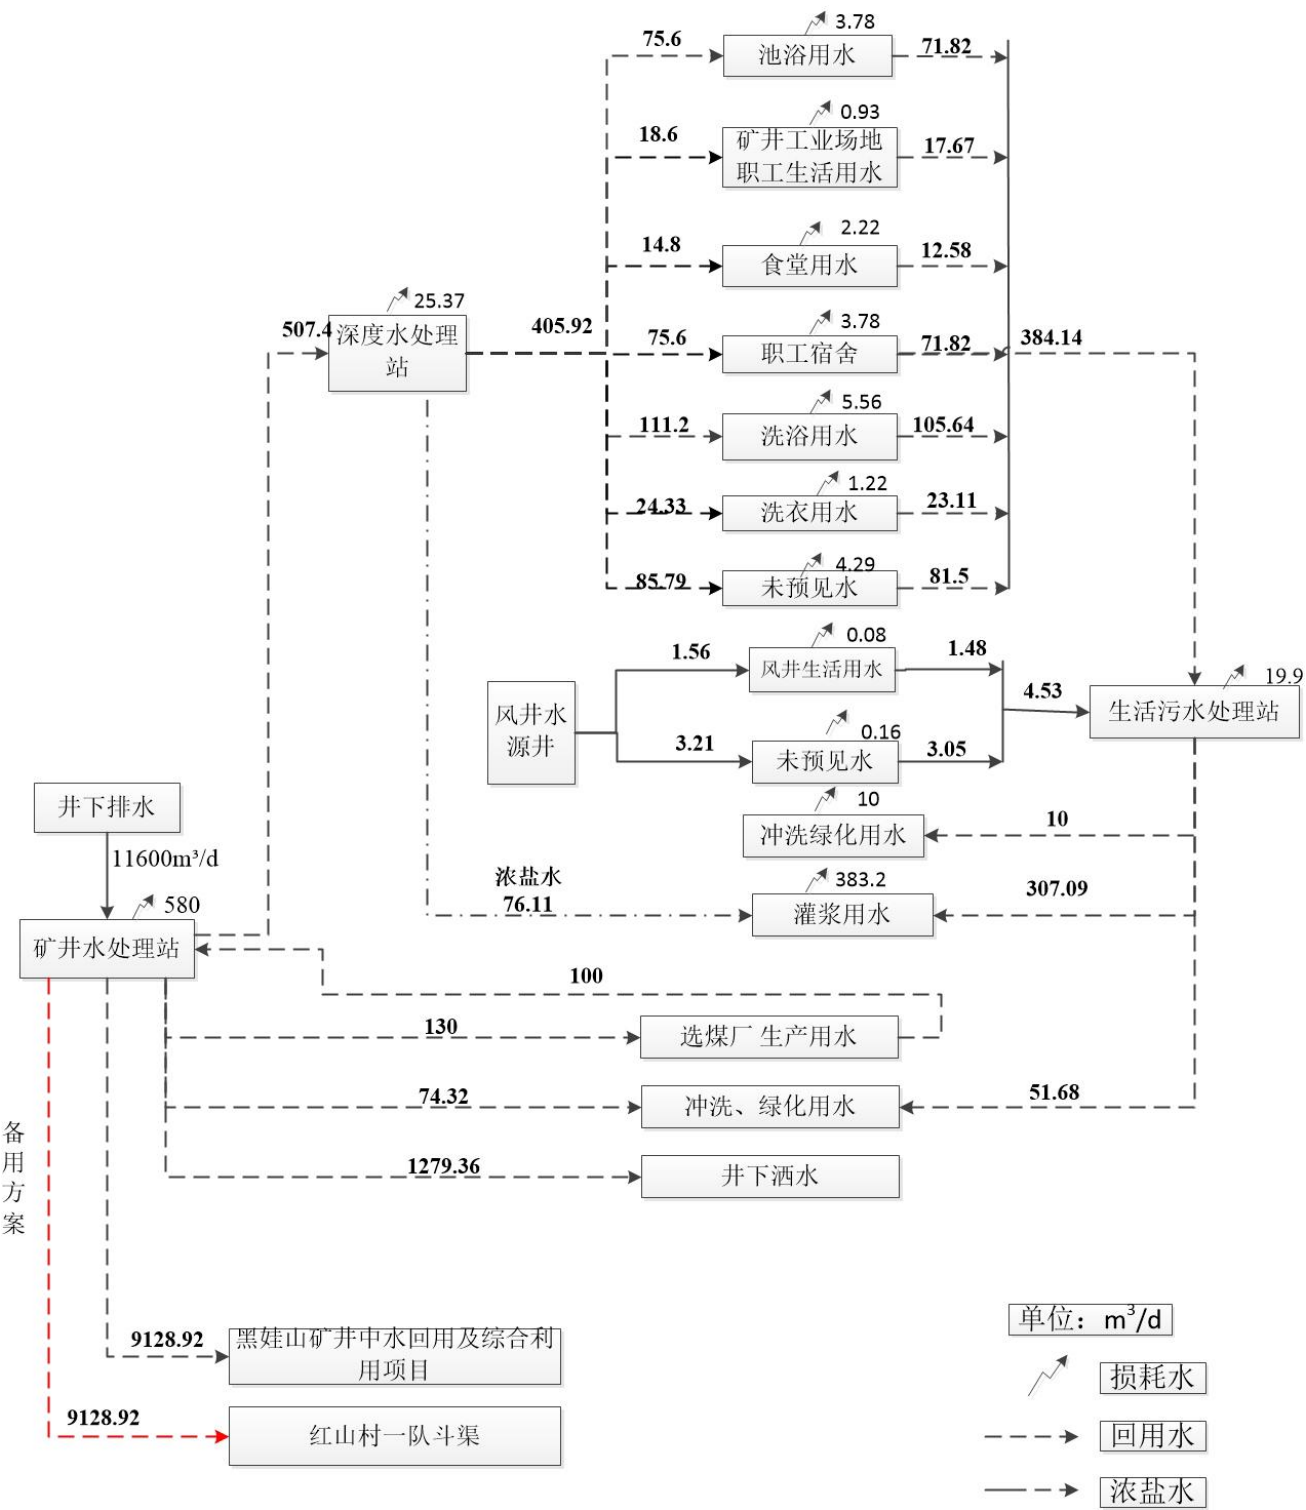 3.78
75.6
池浴用水
71.82
0.93
18.6
矿井工业场地
职工生活用水
17.67
2.22
14.8
食堂用水
12.58
25.37
507.4
深度水处理
站
405.92
3.78
75.6
职工宿舍
71.82
384.14
5.56
111.2
洗浴用水
105.64
1.22
24.33
洗衣用水
23.11
4.29
85.79
未预见水
81.5
0.08
1.56
风井生活用水
1.48
风井水
源井
4.53
19.9
生活污水处理站
0.16
3.21
未预见水
3.05
井下排水
11600m³/d
10
冲洗绿化用水
10
浓盐水
76.11
383.2
灌浆用水
307.09
580
矿井水处理站
100
130
选煤厂 生产用水
74.32
冲洗、绿化用水
51.68
1279.36
井下洒水
备
用
方
案
9128.92
黑娃山矿井中水回用及综合利
用项目
9128.92
红山村一队斗渠
单位：m³/d
损耗水
回用水
浓盐水